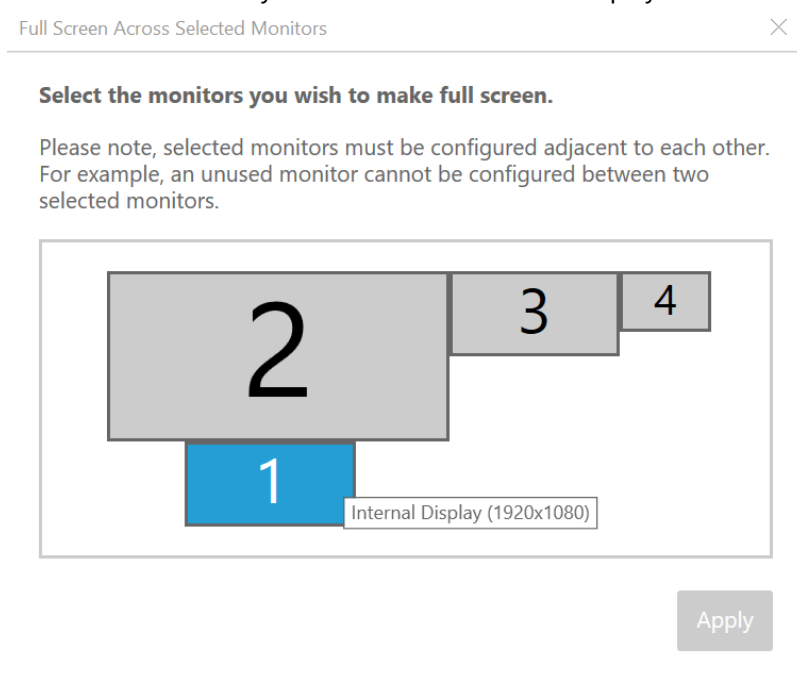 Full Screen Across Selected Monitors
Select the monitors you wish to make full screen.
Please note, selected monitors must be configured adjacent to each other.
For example, an unused monitor cannot be configured between two
selected monitors.
2
3
4
1
Internal Display (1920x1080)
Apply